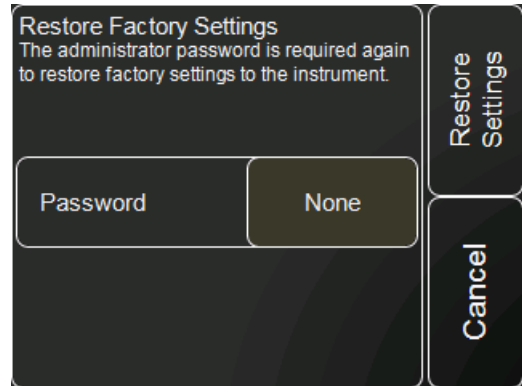 Restore Factory Settings
The administrator password is required again
to restore factory settings to the instrument.
Password
None
Restore
Settings
Cancel